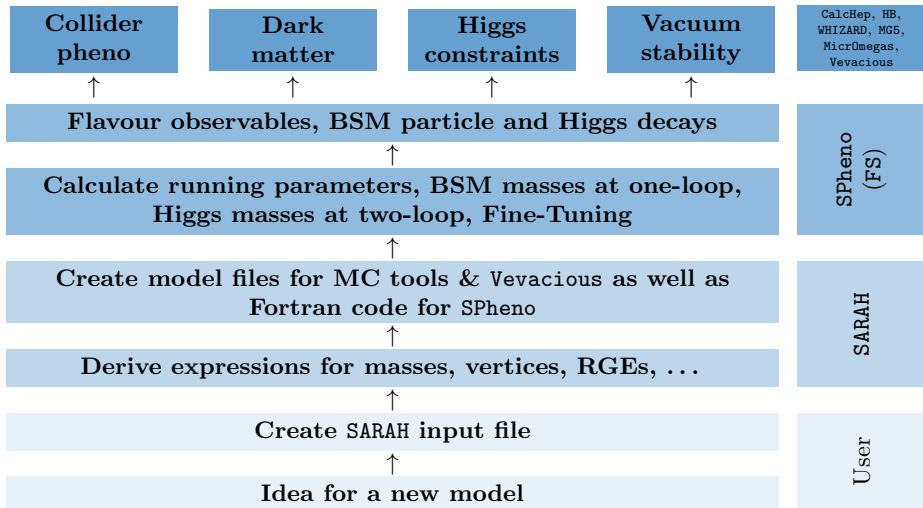 Collider
pheno
Dark
matter
Higgs
constraints
Vacuum
stability
CalcHep, HB,
WHIZARD, MG5,
MicrOmegas,
Vevacious
↑ ↑ ↑ ↑
Flavour observables, BSM particle and Higgs decays
↑
Calculate running parameters, BSM masses at one-loop,
Higgs masses at two-loop, Fine-Tuning
SPheno
(FS)
↑
Create model files for MC tools & Vevacious as well as
Fortran code for SPheno
↑
Derive expressions for masses, vertices, RGEs, ...
SARAH
↑
Create SARAH input file
↑
Idea for a new model
User